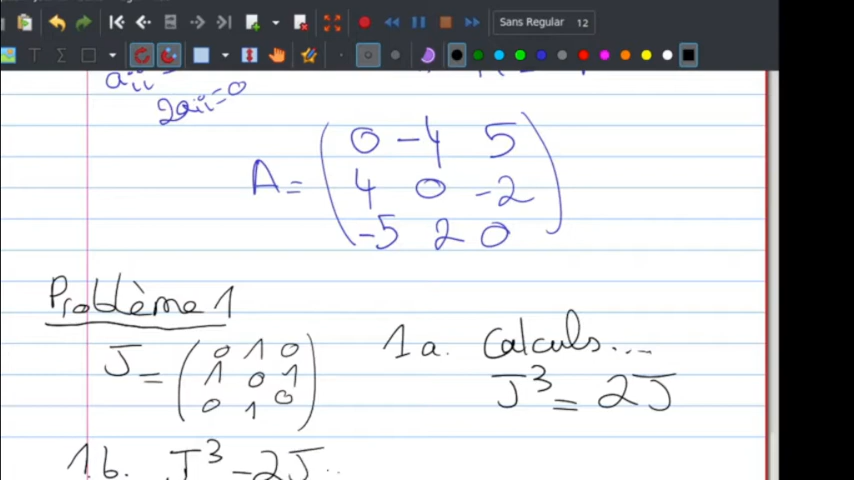 Sans Regular 12
aii =
2aii = 0
A = ( 0 -4 5
4 0 -2
-5 2 0 )
Problème 1
J = ( 0 1 0
1 0 1
0 1 0 )
1a. Calculs...
J³ = 2J
1b. J³ - 2J ..